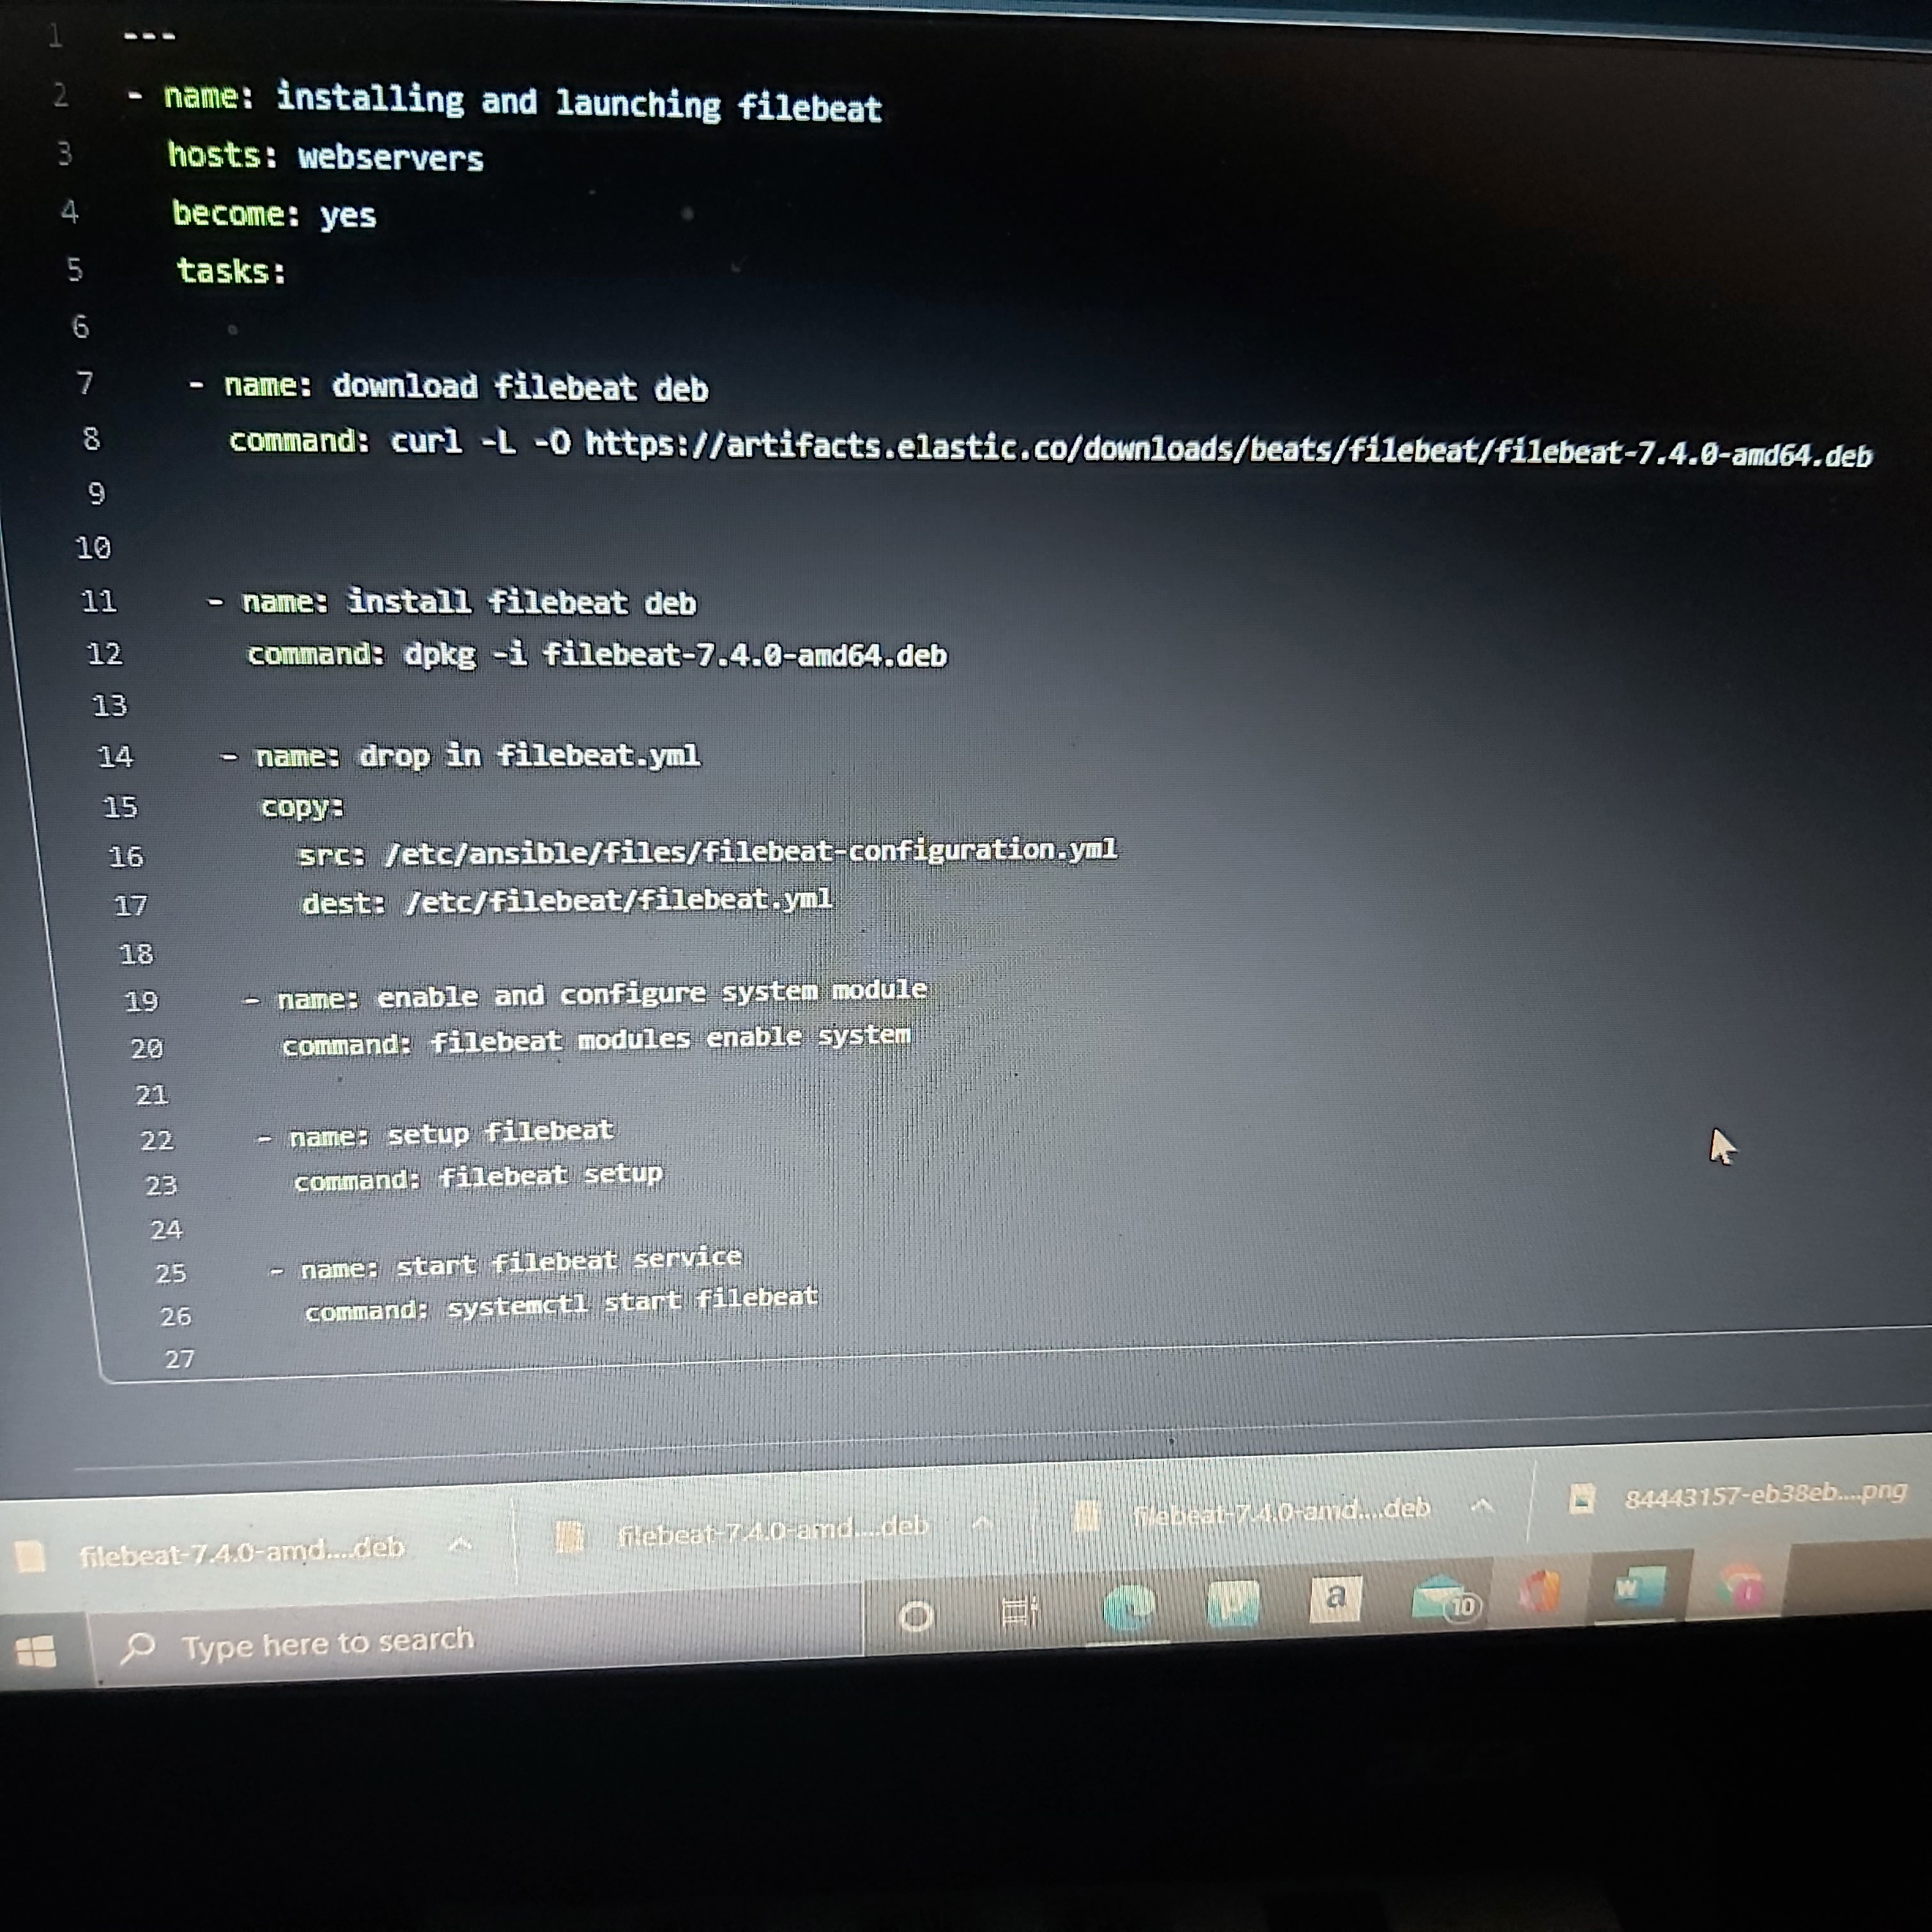 1 ---
2 - name: installing and launching filebeat
3 hosts: webservers
4 become: yes
5 tasks:
6
7 - name: download filebeat deb
8 command: curl -L -O https://artifacts.elastic.co/downloads/beats/filebeat/filebeat-7.4.0-amd64.deb
9
10
11 - name: install filebeat deb
12 command: dpkg -i filebeat-7.4.0-amd64.deb
13
14 - name: drop in filebeat.yml
15 copy:
16 src: /etc/ansible/files/filebeat-configuration.yml
17 dest: /etc/filebeat/filebeat.yml
18
19 - name: enable and configure system module
20 command: filebeat modules enable system
21
22 - name: setup filebeat
23 command: filebeat setup
24
25 - name: start filebeat service
26 command: systemctl start filebeat
27
filebeat-7.4.0-amd....deb filebeat-7.4.0-amd....deb filebeat-7.4.0-amd....deb 84443157-eb38eb....png
Type here to search a 10 W